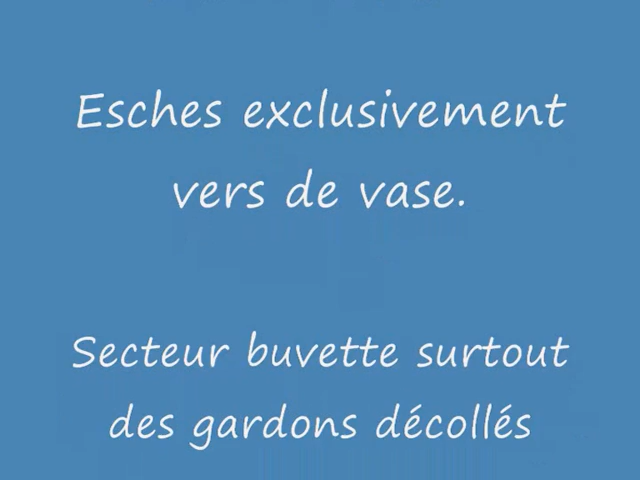 Esches exclusivement
vers de vase.
Secteur buvette surtout
des gardons décollés